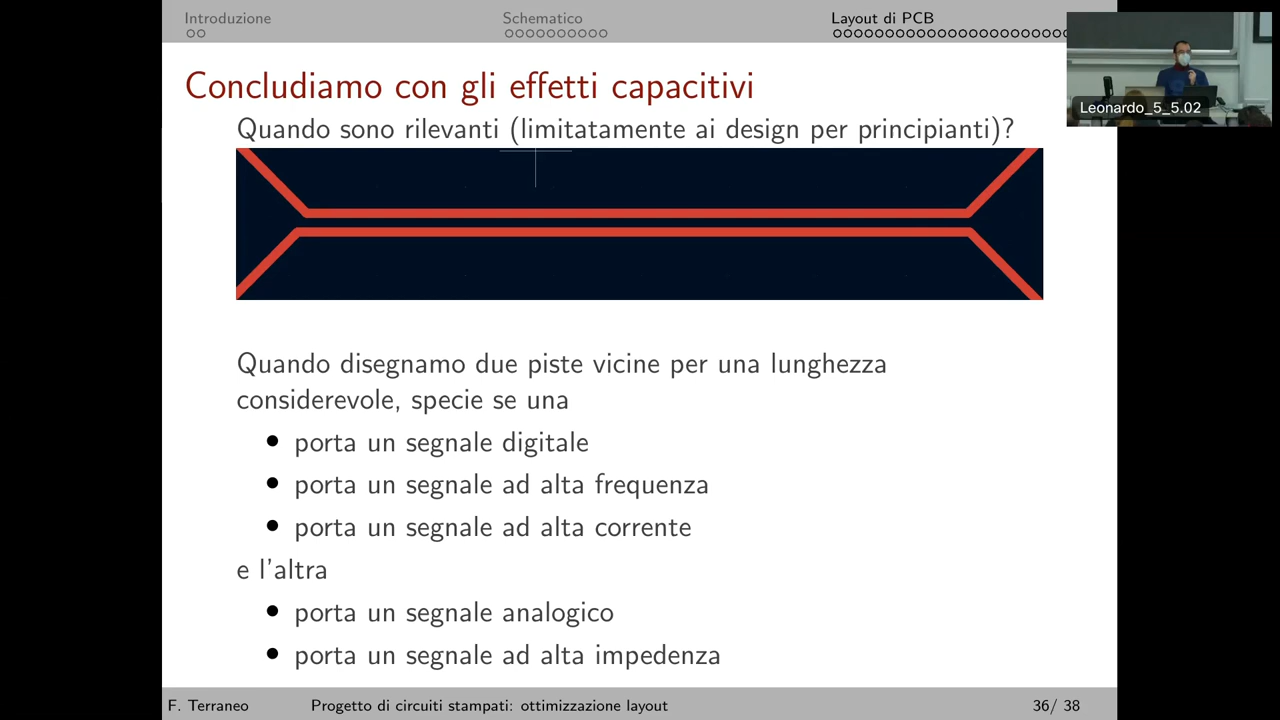 Introduzione
Schematico
Layout di PCB
Leonardo_5_5.02
Concludiamo con gli effetti capacitivi
Quando sono rilevanti (limitatamente ai design per principianti)?
Quando disegnamo due piste vicine per una lunghezza
considerevole, specie se una
porta un segnale digitale
porta un segnale ad alta frequenza
porta un segnale ad alta corrente
e l'altra
porta un segnale analogico
porta un segnale ad alta impedenza
F. Terraneo
Progetto di circuiti stampati: ottimizzazione layout
36/ 38